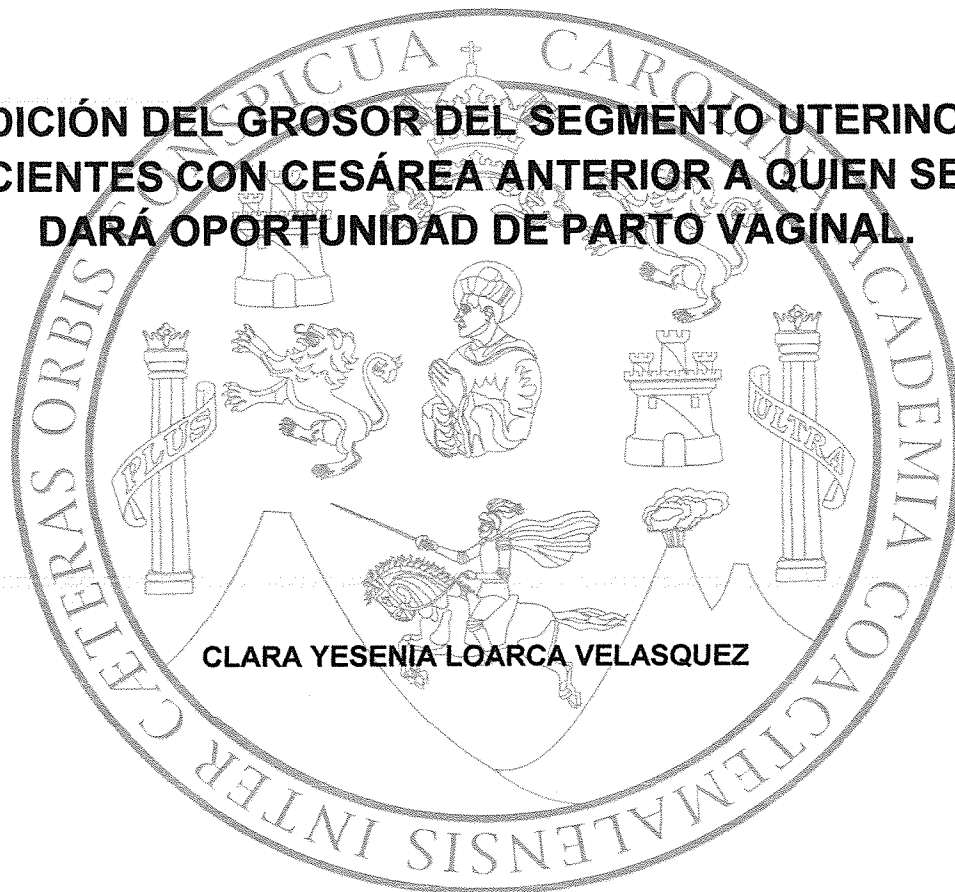 DICIÓN DEL GROSOR DEL SEGMENTO UTERINO
CIENTES CON CESÁREA ANTERIOR A QUIEN SE
DARÁ OPORTUNIDAD DE PARTO VAGINAL.
CLARA YESENIA LOARCA VELASQUEZ
CAROLINA ACADEMIA COACTEMALENSIS INTER CÆTERAS ORBIS CONSPICUA
PLUS
ULTRA